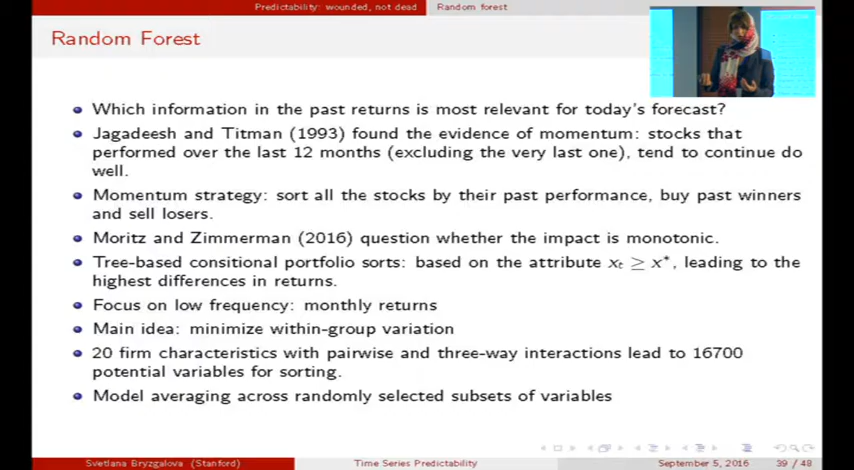 Predictability: wounded, not dead Random forest
Random Forest
Which information in the past returns is most relevant for today's forecast?
Jagadeesh and Titman (1993) found the evidence of momentum: stocks that
performed over the last 12 months (excluding the very last one), tend to continue do
well.
Momentum strategy: sort all the stocks by their past performance, buy past winners
and sell losers.
Moritz and Zimmerman (2016) question whether the impact is monotonic.
Tree-based consitional portfolio sorts: based on the attribute xₜ ≥ x*, leading to the
highest differences in returns.
Focus on low frequency: monthly returns
Main idea: minimize within-group variation
20 firm characteristics with pairwise and three-way interactions lead to 16700
potential variables for sorting.
Model averaging across randomly selected subsets of variables
Svetlana Bryzgalova (Stanford) Time Series Predictability September 5, 2016 39 / 48